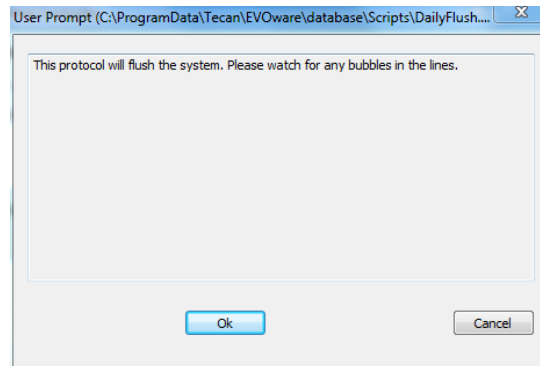 User Prompt (C:\ProgramData\Tecan\EVOware\database\Scripts\DailyFlush....
This protocol will flush the system. Please watch for any bubbles in the lines.
Ok
Cancel